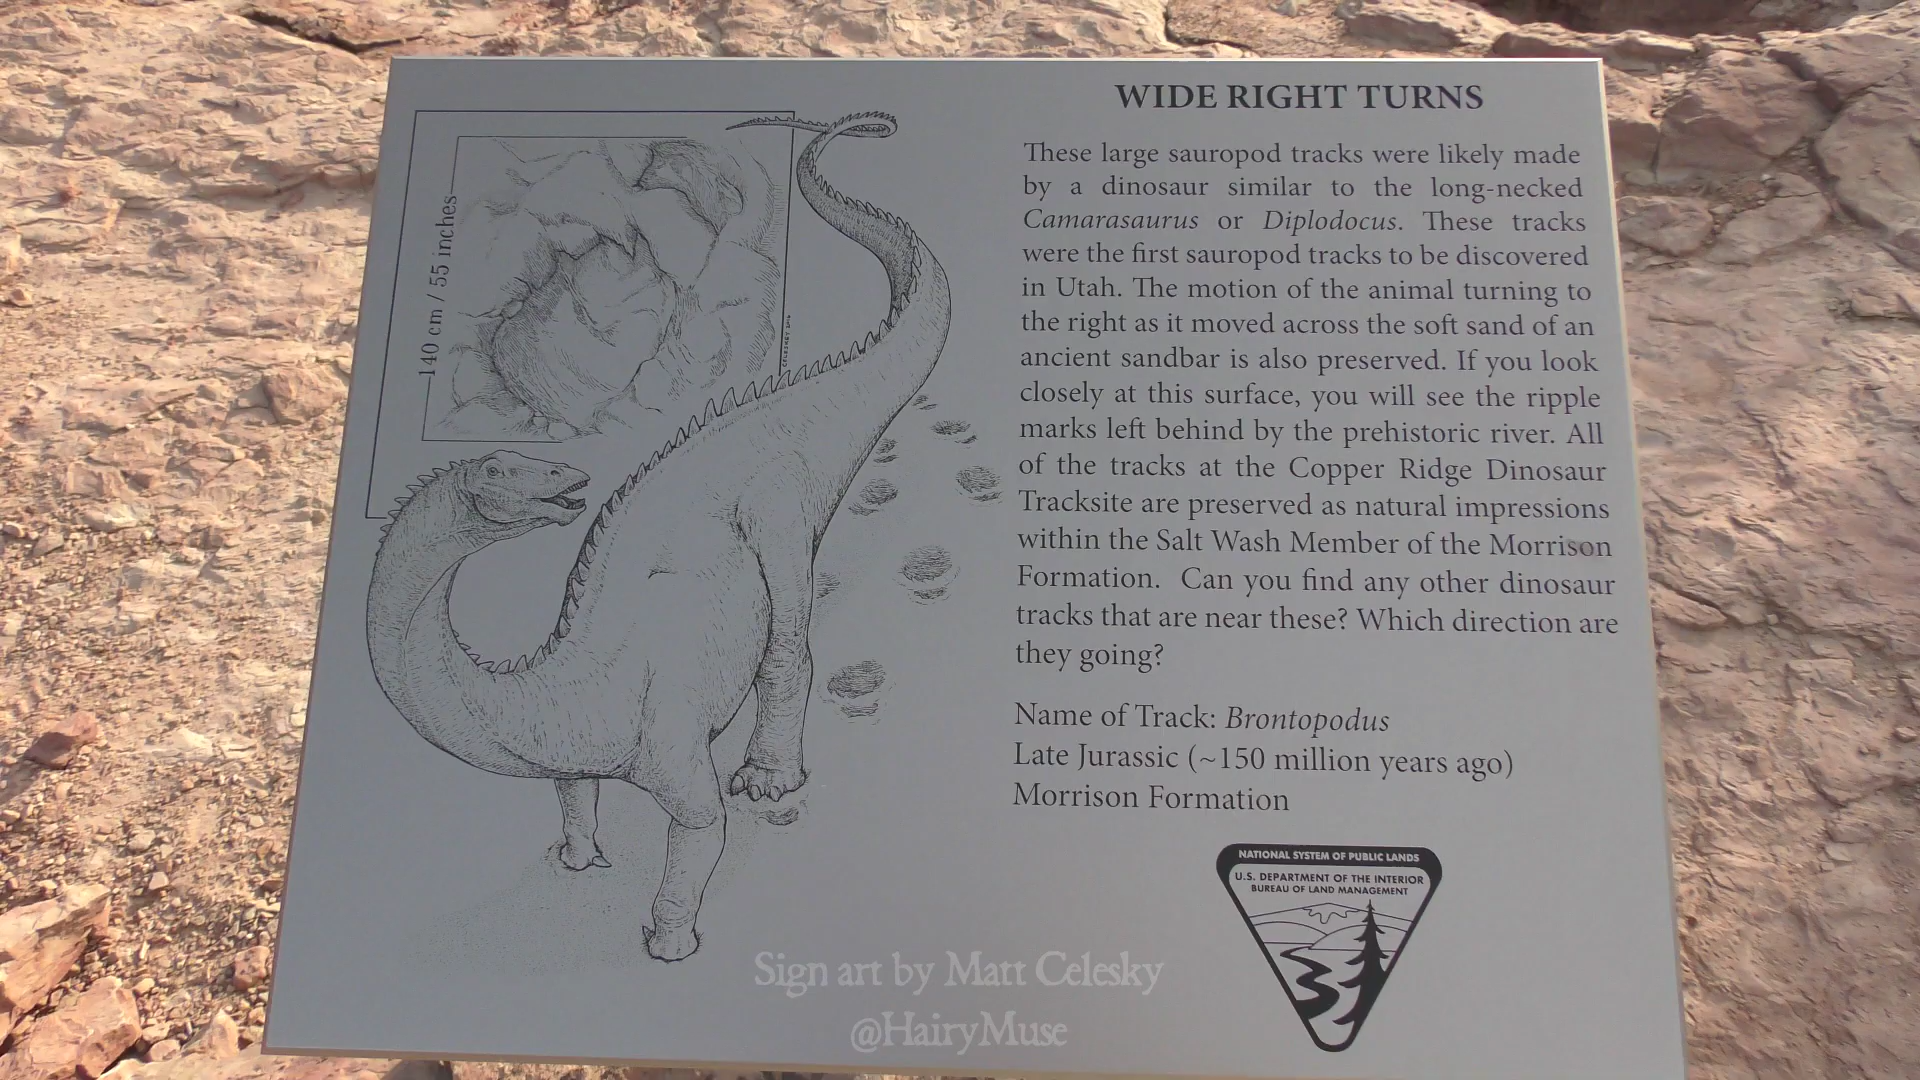 WIDE RIGHT TURNS
These large sauropod tracks were likely made
by a dinosaur similar to the long-necked
Camarasaurus or Diplodocus. These tracks
were the first sauropod tracks to be discovered
in Utah. The motion of the animal turning to
the right as it moved across the soft sand of an
ancient sandbar is also preserved. If you look
closely at this surface, you will see the ripple
marks left behind by the prehistoric river. All
of the tracks at the Copper Ridge Dinosaur
Tracksite are preserved as natural impressions
within the Salt Wash Member of the Morrison
Formation. Can you find any other dinosaur
tracks that are near these? Which direction are
they going?
Name of Track: Brontopodus
Late Jurassic (~150 million years ago)
Morrison Formation
140 cm / 55 inches
NATIONAL SYSTEM OF PUBLIC LANDS
U.S. DEPARTMENT OF THE INTERIOR
BUREAU OF LAND MANAGEMENT
Sign art by Matt Celesky
@HairyMuse